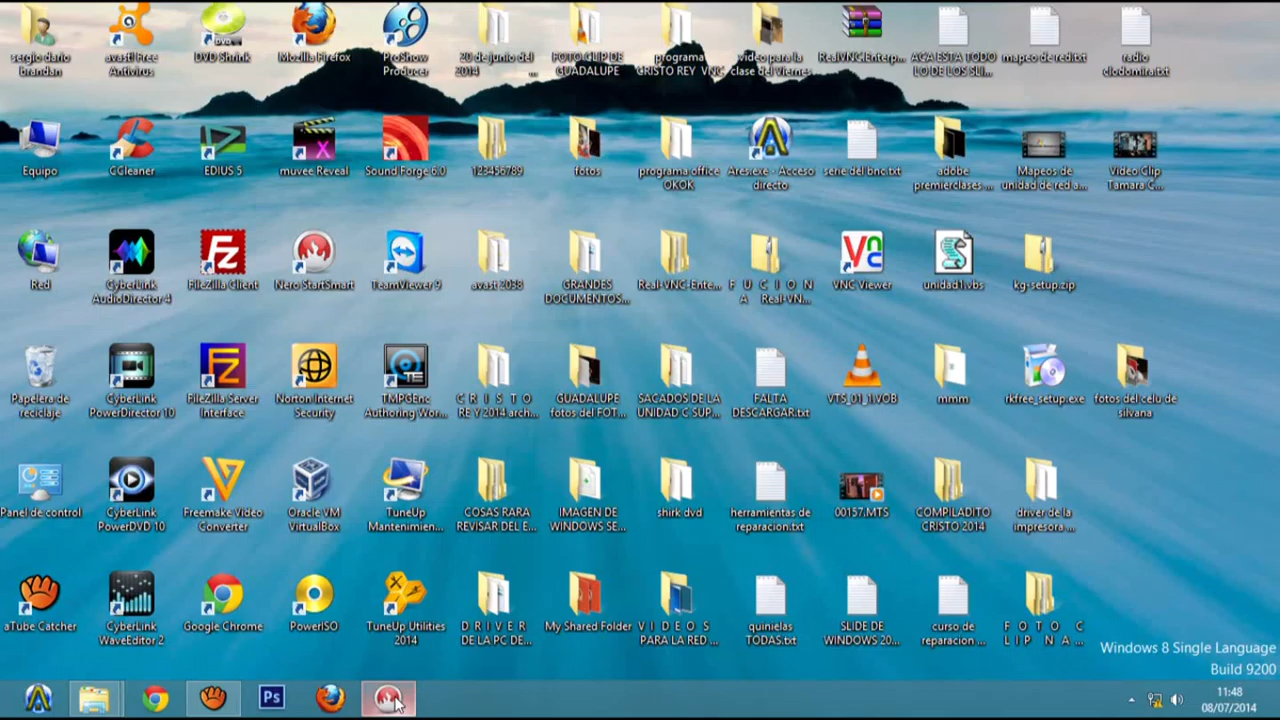 sergio dario
brandan
avast! Free
Antivirus
DVD Shrink
Mozilla Firefox
ProShow
Producer
20 de junio del
2014 ...
FOTO CLIP DE
GUADALUPE
programa
CRISTO REY VNC
video para la
clase del viernes
RealVNCEnterp...
ACA ESTA TODO
LO DE LOS SLI...
mapeo de red.txt
radio
clodomira.txt
Equipo
CCleaner
EDIUS 5
muvee Reveal
Sound Forge 6.0
123456789
fotos
programa office
OKOK
Ares.exe - Acceso
directo
serie del bnc.txt
adobe
premierclases...
Mapeos de
unidad de red a...
Video Clip
Tamara C...
Red
CyberLink
AudioDirector 4
FileZilla Client
Nero StartSmart
TeamViewer 9
avast 2038
GRANDES
DOCUMENTOS...
Real-VNC-Ente...
F U C I O N
A Real-VN...
VNC Viewer
unidad1.vbs
kg-setup.zip
Papelera de
reciclaje
CyberLink
PowerDirector 10
FileZilla Server
Interface
Norton Internet
Security
TMPGEnc
Authoring Wor...
C R I S T O
RE Y 2014 arch...
GUADALUPE
fotos del FOT...
SACADOS DE LA
UNIDAD C SUP...
FALTA
DESCARGAR.txt
VTS_01_1.VOB
mmm
rkfree_setup.exe
fotos del celu de
silvana
Panel de control
CyberLink
PowerDVD 10
Freemake Video
Converter
Oracle VM
VirtualBox
TuneUp
Mantenimien...
COSAS RARA
REVISAR DEL E...
IMAGEN DE
WINDOWS SE...
shirk dvd
herramientas de
reparacion.txt
00157.MTS
COMPILADITO
CRISTO 2014
driver de la
impresora ...
aTube Catcher
CyberLink
WaveEditor 2
Google Chrome
PowerISO
TuneUp Utilities
2014
D R I V E R
DE LA PC DE...
My Shared Folder
V I D E O S
PARA LA RED ...
quinielas
TODAS.txt
SLIDE DE
WINDOWS 20...
curso de
reparacion ...
F O T O C
L I P N A ...
Windows 8 Single Language
Build 9200
Ps
11:48
08/07/2014